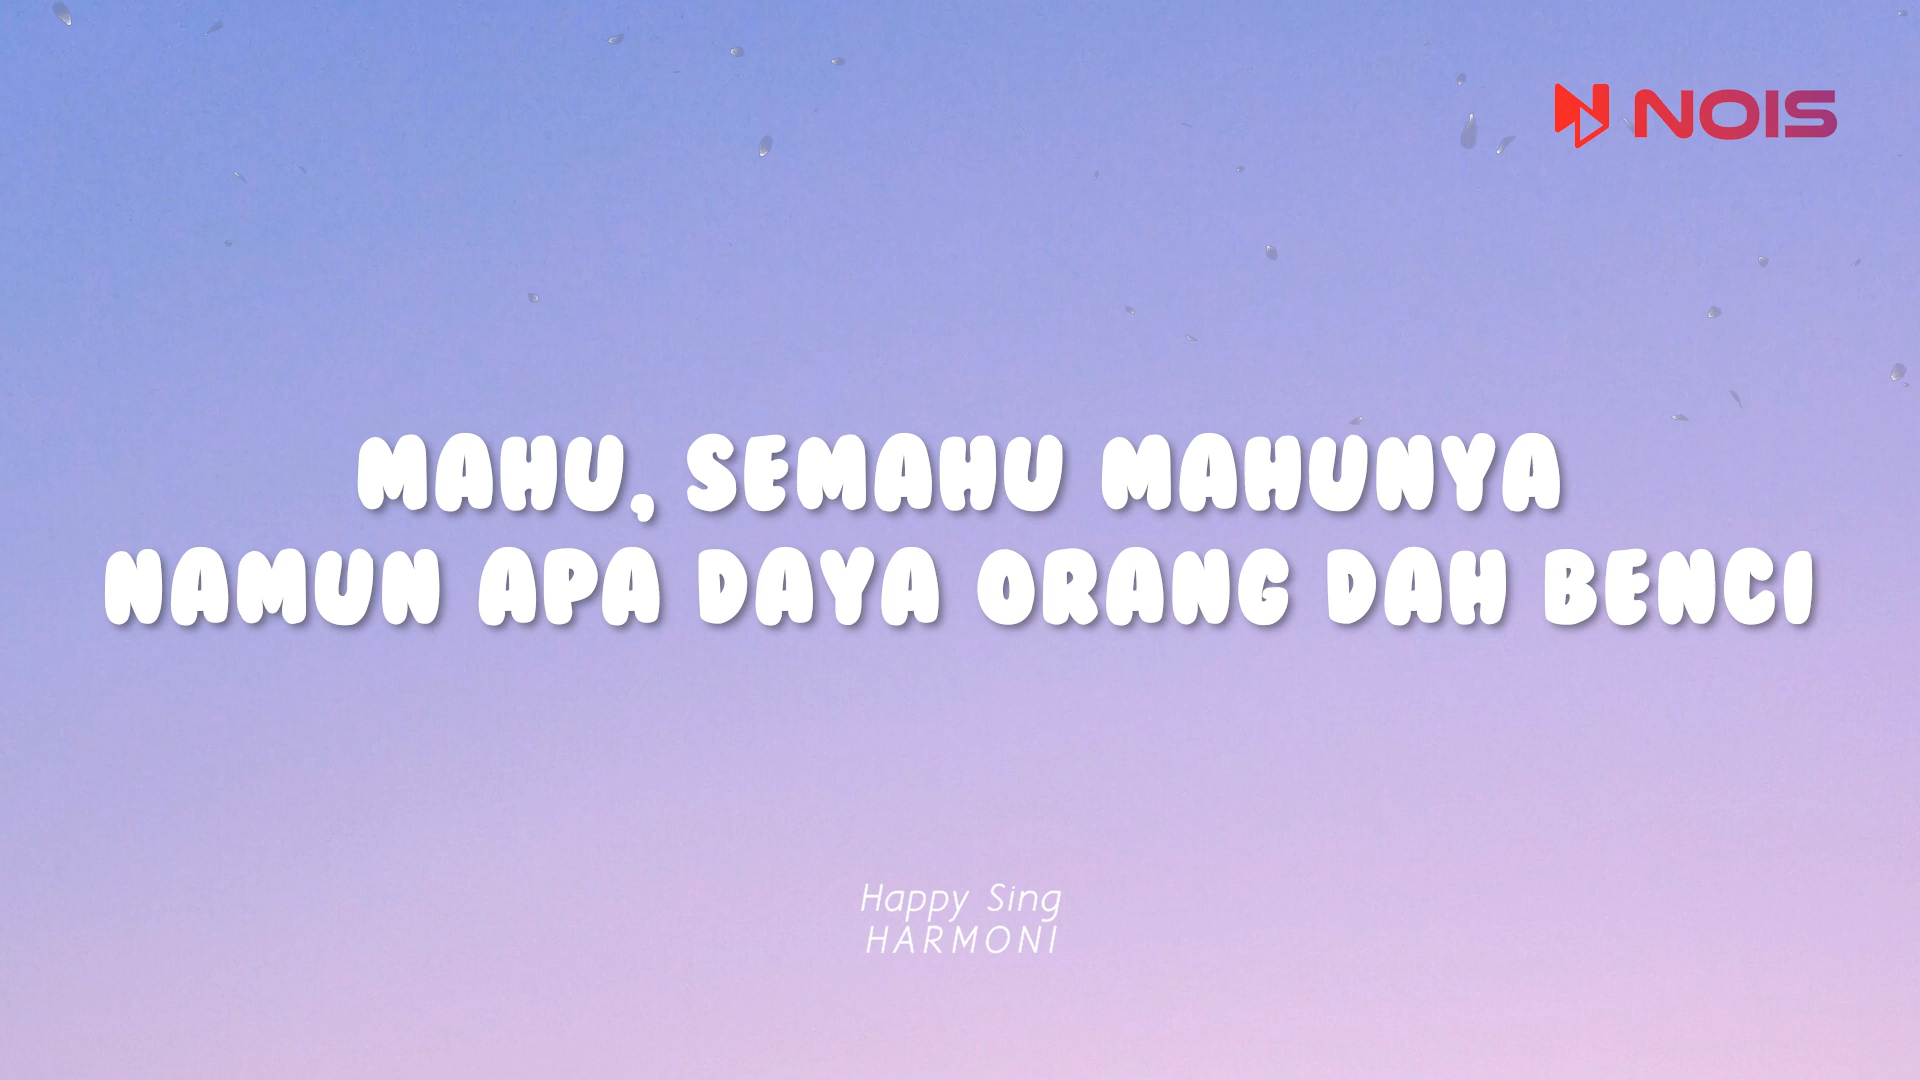 NOIS
MAHU, SEMAHU MAHUNYA
NAMUN APA DAYA ORANG DAH BENCI
Happy Sing
HARMONI